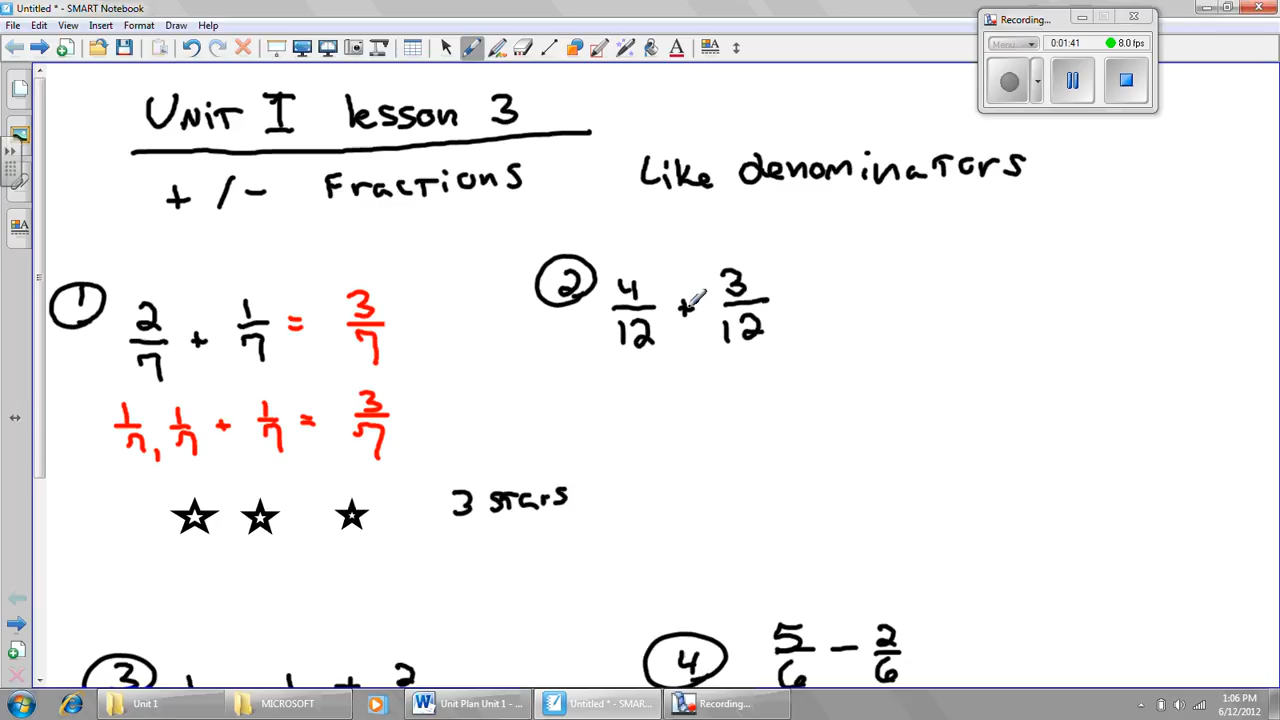 Untitled * - SMART Notebook
File Edit View Insert Format Draw Help
Recording...
Menu 0:01:41 8.0 fps
Unit I lesson 3
+ /- Fractions Like denominators
① 2/7 + 1/7 = 3/7
② 4/12 + 3/12
1/7, 1/7 + 1/7 = 3/7
3 stars
④ 5/6 - 2/6
Unit 1 MICROSOFT Unit Plan Unit 1 - ... Untitled * - SMAR... Recording...
1:06 PM
6/12/2012